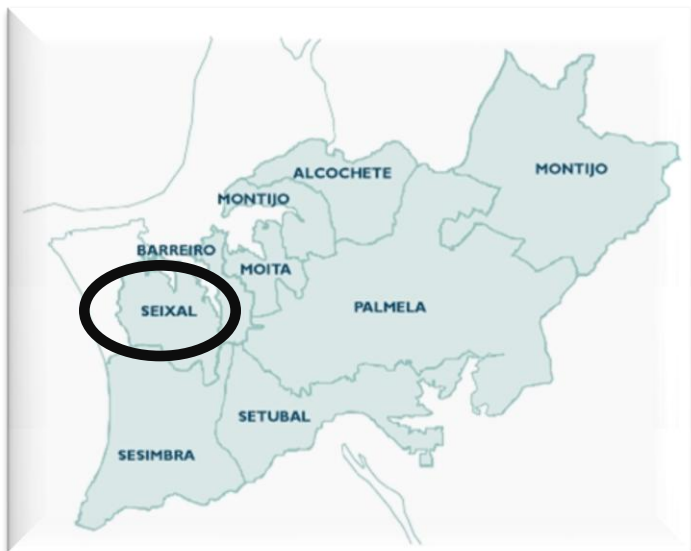 ALCOCHETE
MONTIJO
MONTIJO
BARREIRO
MOITA
SEIXAL
PALMELA
SETUBAL
SESIMBRA